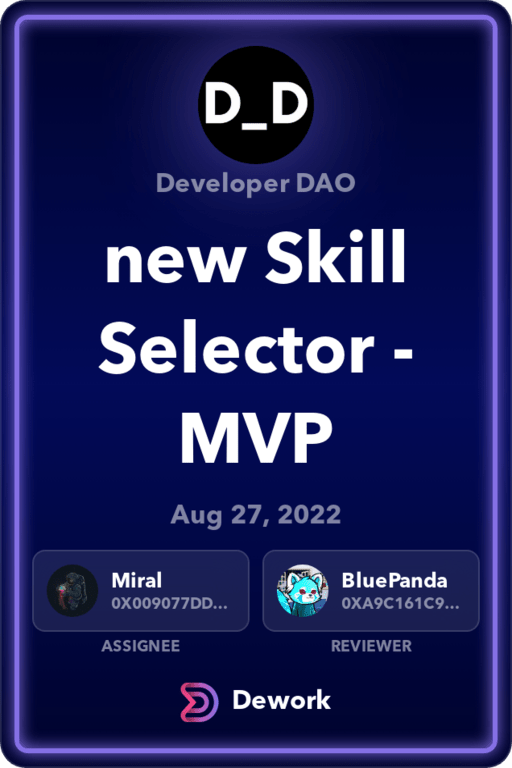 D_D
Developer DAO
new Skill
Selector -
MVP
Aug 27, 2022
Miral
0X009077DD...
ASSIGNEE
BluePanda
0XA9C161C9...
REVIEWER
Dework